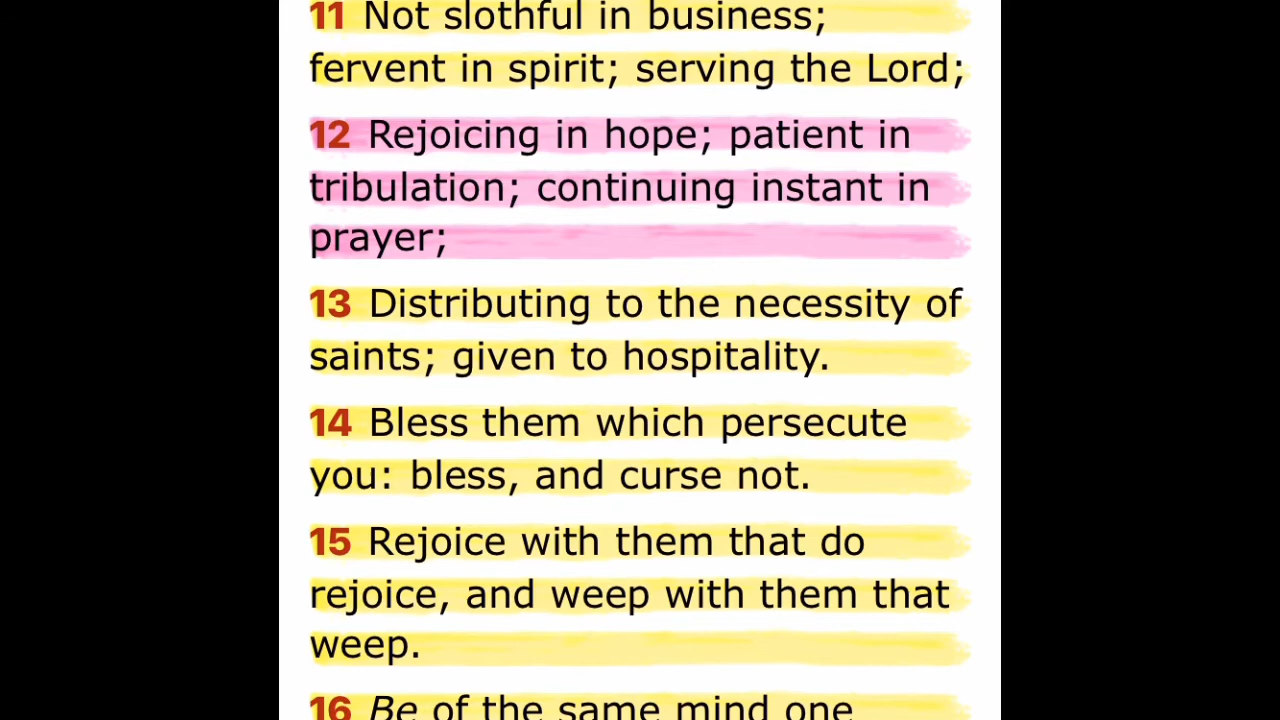 11 Not slothful in business;
fervent in spirit; serving the Lord;
12 Rejoicing in hope; patient in
tribulation; continuing instant in
prayer;
13 Distributing to the necessity of
saints; given to hospitality.
14 Bless them which persecute
you: bless, and curse not.
15 Rejoice with them that do
rejoice, and weep with them that
weep.
16 Be of the same mind one